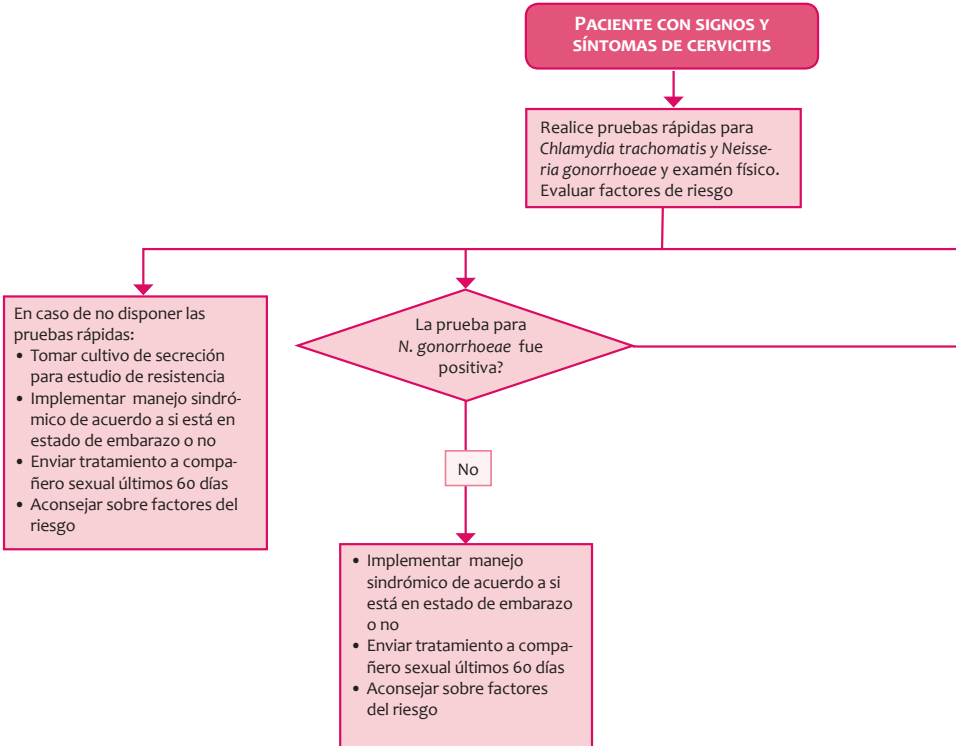 PACIENTE CON SIGNOS Y
SÍNTOMAS DE CERVICITIS
Realice pruebas rápidas para
Chlamydia trachomatis y Neisse-
ria gonorrhoeae y examén físico.
Evaluar factores de riesgo
En caso de no disponer las
pruebas rápidas:
• Tomar cultivo de secreción
para estudio de resistencia
• Implementar manejo sindró-
mico de acuerdo a si está en
estado de embarazo o no
• Enviar tratamiento a compa-
ñero sexual últimos 60 días
• Aconsejar sobre factores del
riesgo
La prueba para
N. gonorrhoeae fue
positiva?
No
• Implementar manejo
sindrómico de acuerdo a si
está en estado de embarazo
o no
• Enviar tratamiento a compa-
ñero sexual últimos 60 días
• Aconsejar sobre factores
del riesgo